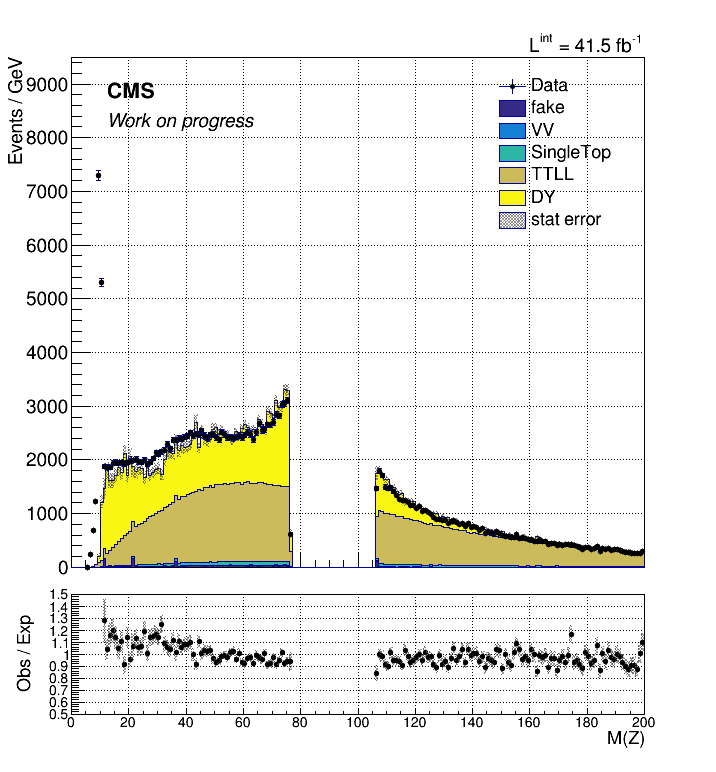 L^int = 41.5 fb^-1
Events / GeV
9000
8000
7000
6000
5000
4000
3000
2000
1000
0
CMS
Work on progress
Data
fake
VV
SingleTop
TTLL
DY
stat error
Obs / Exp
1.5
1.4
1.3
1.2
1.1
1
0.9
0.8
0.7
0.6
0.5
0 20 40 60 80 100 120 140 160 180 200
M(Z)